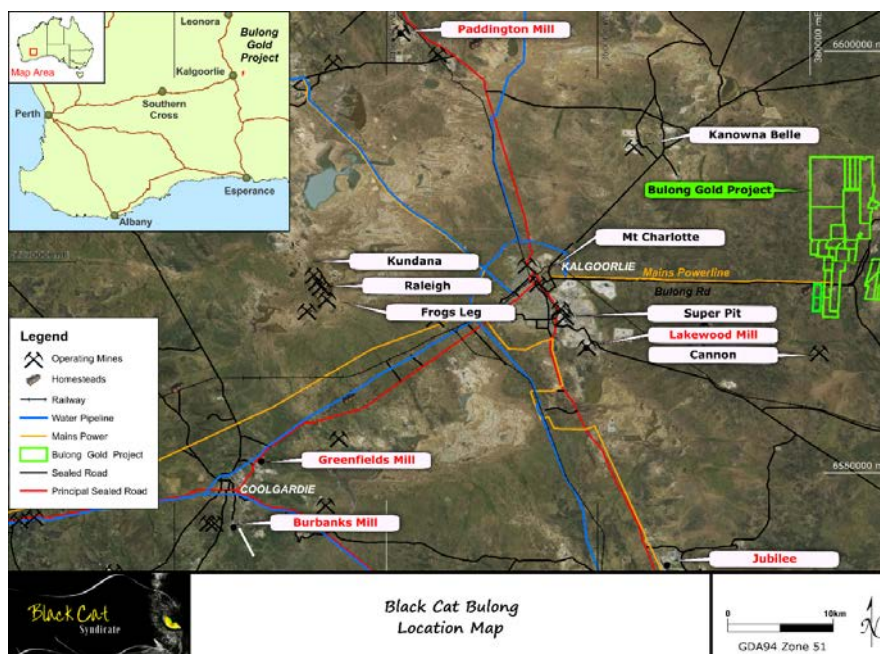 Leonora
Bulong
Gold
Project
Kalgoorlie
Map Area
Southern
Cross
Perth
Esperance
Albany
Paddington Mill
380000 mE
6600000 m
Kanowna Belle
Bulong Gold Project
Mt Charlotte
KALGOORLIE
Kundana
Mains Powerline
Raleigh
Bulong Rd
Frogs Leg
Super Pit
Lakewood Mill
Cannon
Legend
Operating Mines
Homesteads
Railway
Water Pipeline
Mains Power
Bulong Gold Project
Sealed Road
Principal Sealed Road
Greenfields Mill
6550000 m
COOLGARDIE
Burbanks Mill
Jubilee
Black Cat
Syndicate
Black Cat Bulong
Location Map
0 10km
GDA94 Zone 51
N